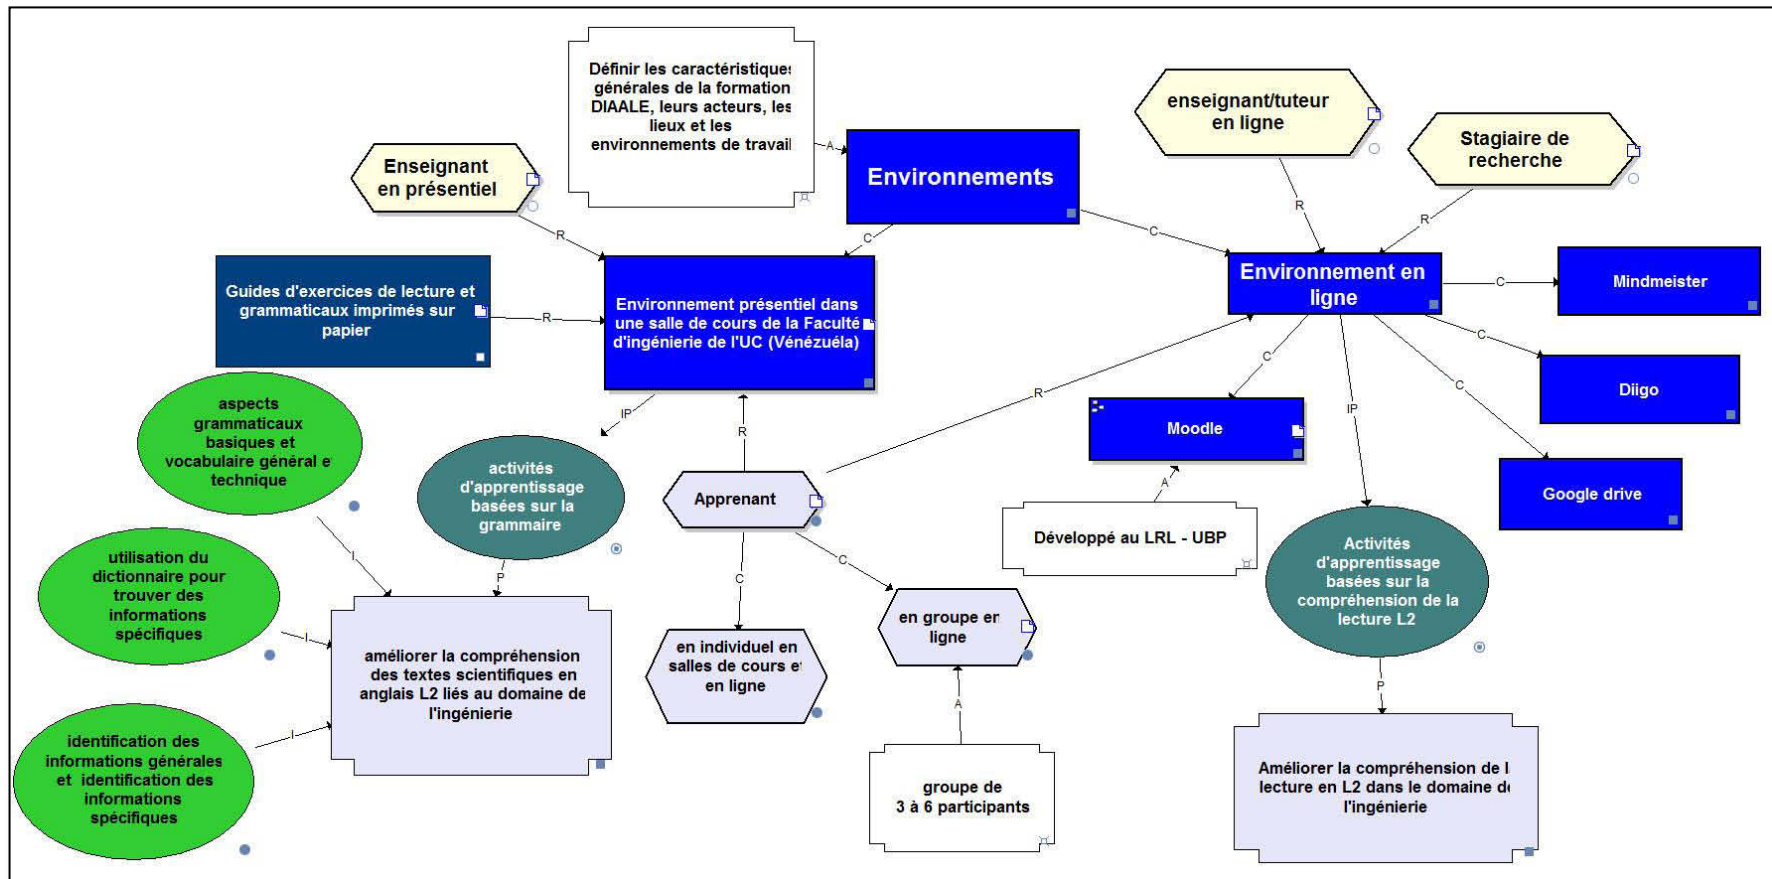 Définir les caractéristiques
générales de la formation
DIAALE, leurs acteurs, les
lieux et les
environnements de travail
A
Environnements
enseignant/tuteur
en ligne
Stagiaire de
recherche
Enseignant
en présentiel
R
R
R
C
C
Guides d'exercices de lecture et
grammaticaux imprimés sur
papier
R
Environnement présentiel dans
une salle de cours de la Faculté
d'ingénierie de l'UC (Vénézuéla)
Environnement en
ligne
C
Mindmeister
C
Diigo
C
Google drive
C
Moodle
A
Développé au LRL - UBP
R
IP
IP
R
aspects
grammaticaux
basiques et
vocabulaire général et
technique
activités
d'apprentissage
basées sur la
grammaire
Apprenant
I
P
C
C
utilisation du
dictionnaire pour
trouver des
informations
spécifiques
I
améliorer la compréhension
des textes scientifiques en
anglais L2 liés au domaine de
l'ingénierie
en individuel en
salles de cours et
en ligne
en groupe en
ligne
A
Activités
d'apprentissage
basées sur la
compréhension de la
lecture L2
P
identification des
informations générales
et identification des
informations
spécifiques
I
groupe de
3 à 6 participants
Améliorer la compréhension de la
lecture en L2 dans le domaine de
l'ingénierie